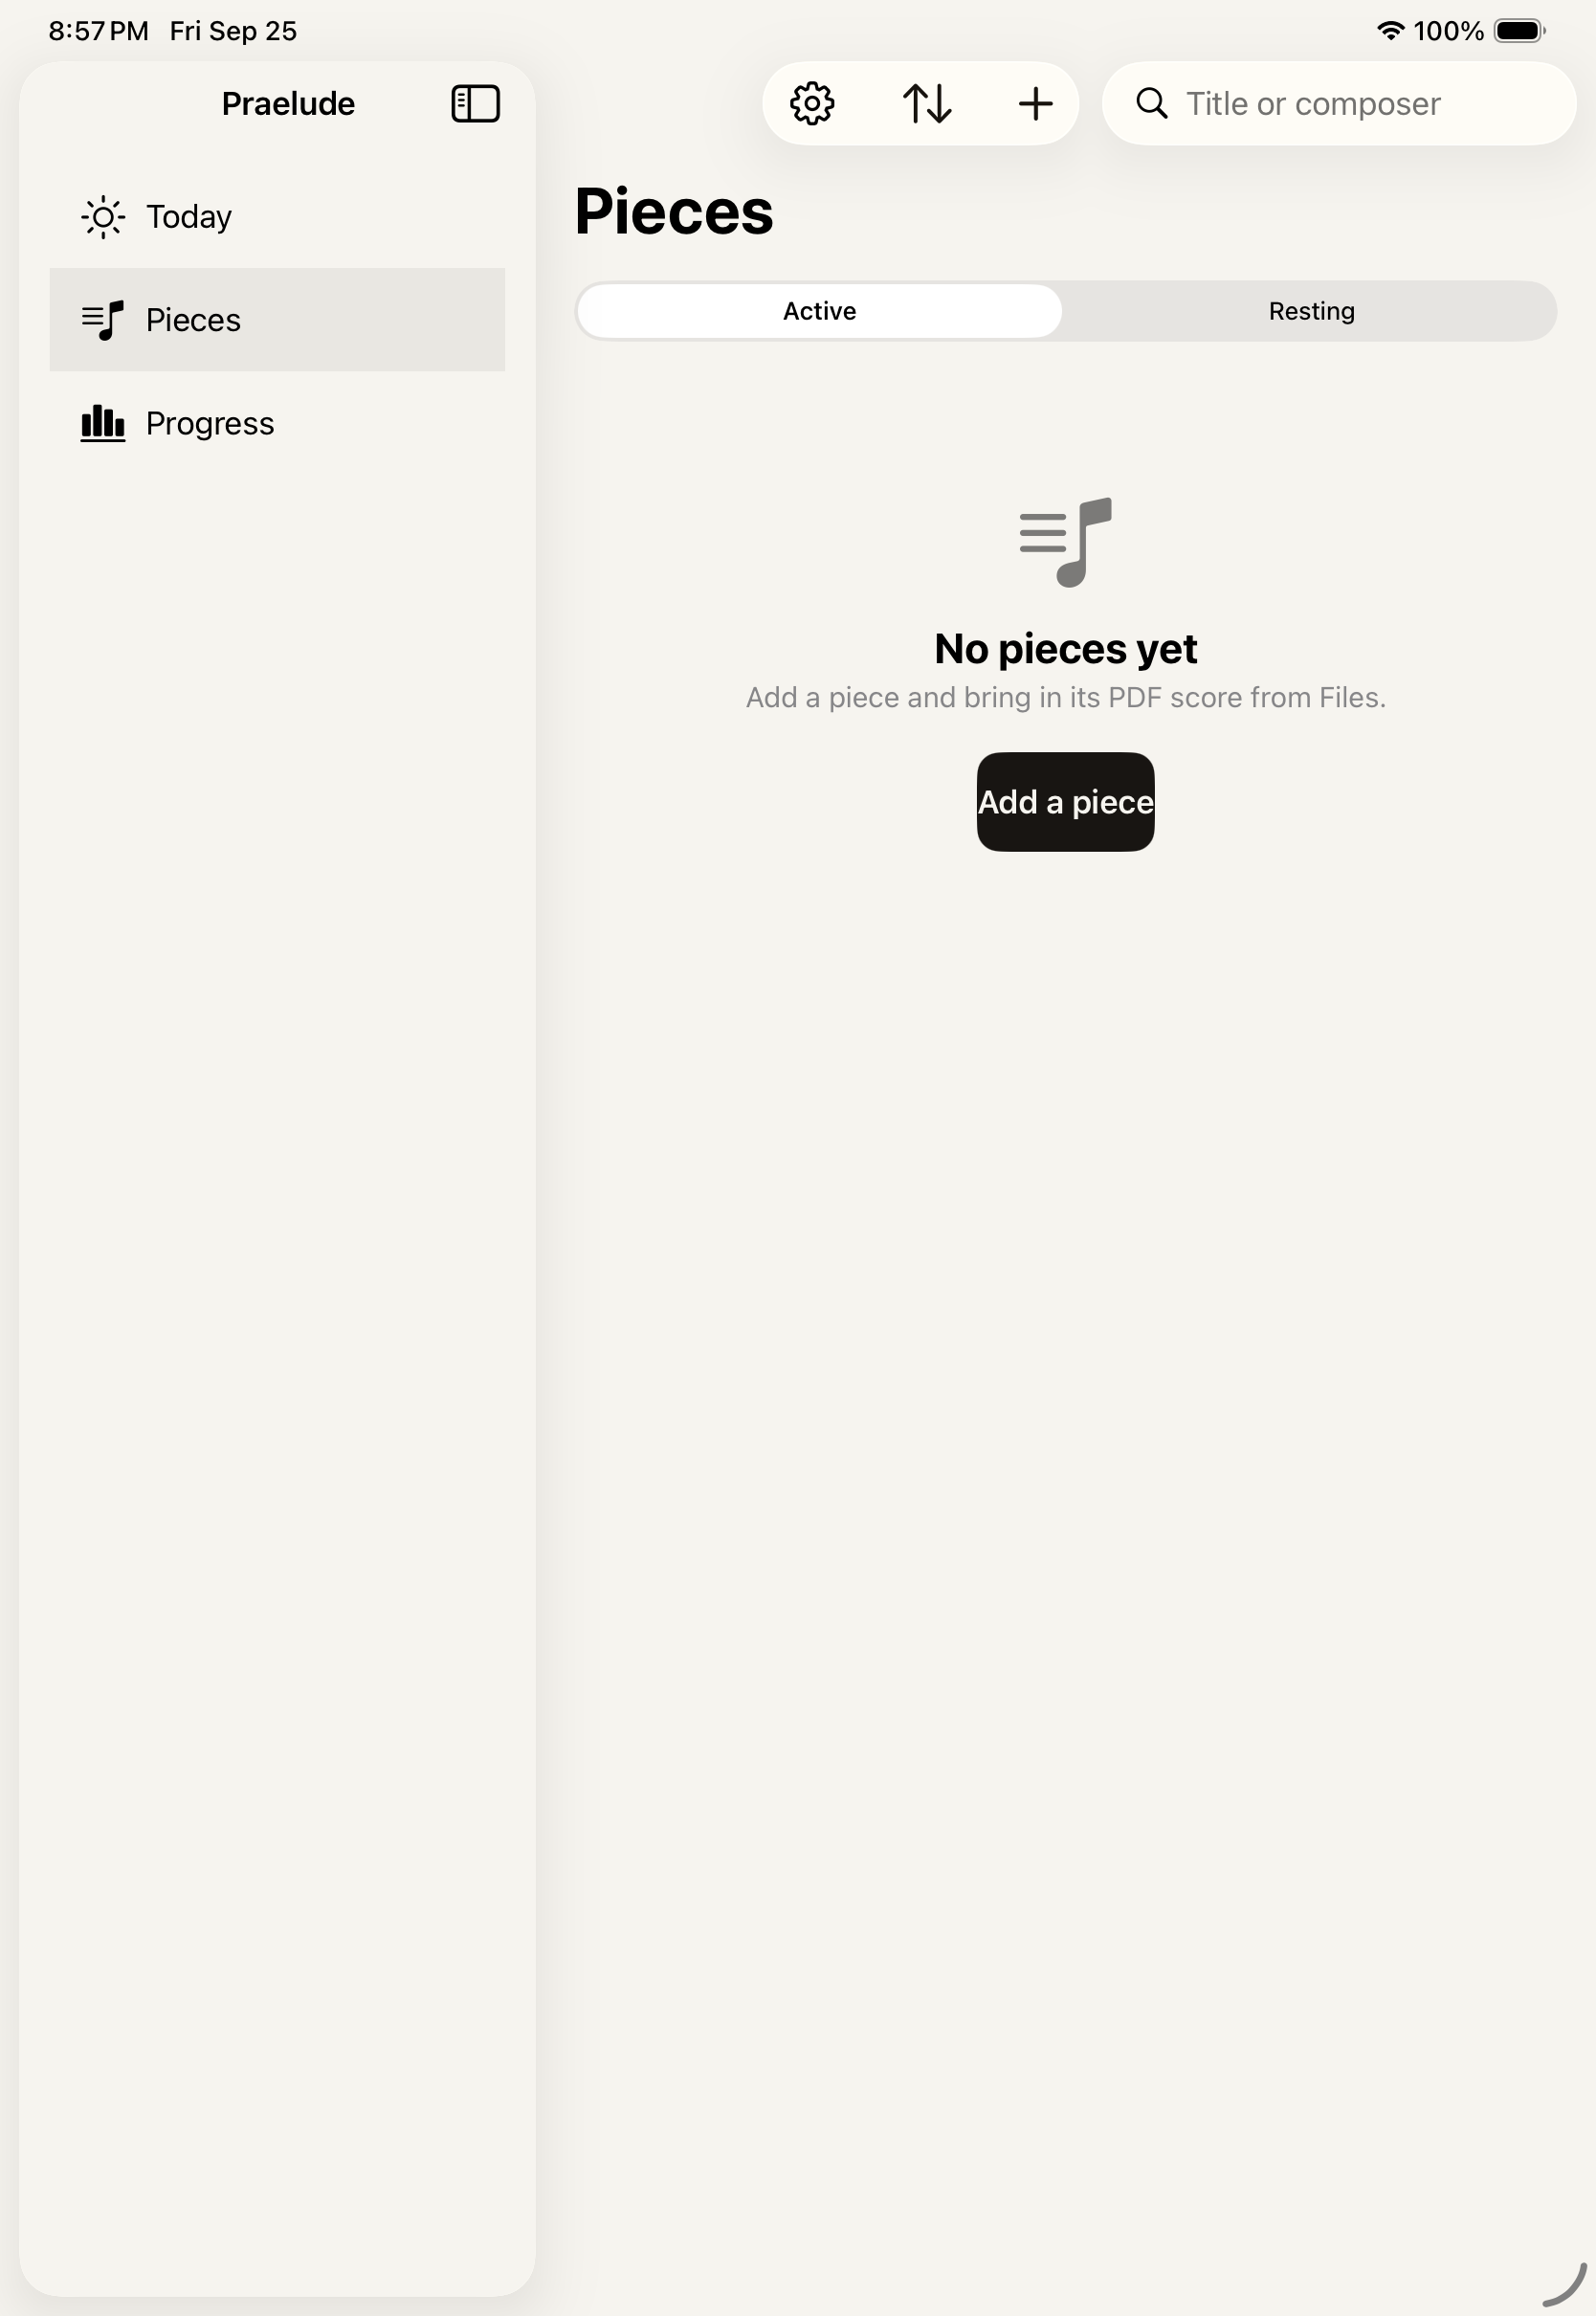 8:57 PM Fri Sep 25
100%
Praelude
Title or composer
Today
Pieces
Progress
Pieces
Active
Resting
No pieces yet
Add a piece and bring in its PDF score from Files.
Add a piece